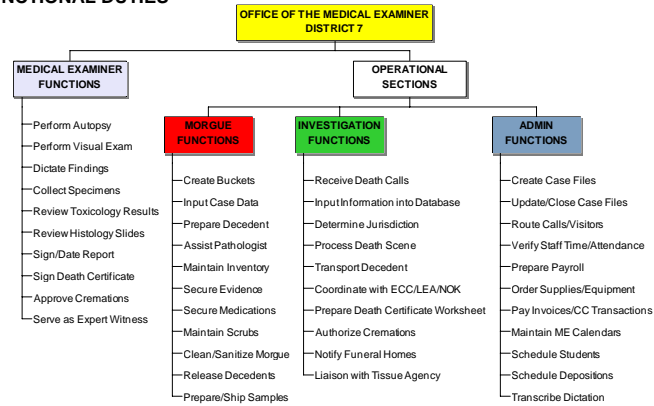 OFFICE OF THE MEDICAL EXAMINER
DISTRICT 7
MEDICAL EXAMINER
FUNCTIONS
Perform Autopsy
Perform Visual Exam
Dictate Findings
Collect Specimens
Review Toxicology Results
Review Histology Slides
Sign/Date Report
Sign Death Certificate
Approve Cremations
Serve as Expert Witness
OPERATIONAL
SECTIONS
MORGUE
FUNCTIONS
Create Buckets
Input Case Data
Prepare Decedent
Assist Pathologist
Maintain Inventory
Secure Evidence
Secure Medications
Maintain Scrubs
Clean/Sanitize Morgue
Release Decedents
Prepare/Ship Samples
INVESTIGATION
FUNCTIONS
Receive Death Calls
Input Information into Database
Determine Jurisdiction
Process Death Scene
Transport Decedent
Coordinate with ECC/LEA/NOK
Prepare Death Certificate Worksheet
Authorize Cremations
Notify Funeral Homes
Liaison with Tissue Agency
ADMIN
FUNCTIONS
Create Case Files
Update/Close Case Files
Route Calls/Visitors
Verify Staff Time/Attendance
Prepare Payroll
Order Supplies/Equipment
Pay Invoices/CC Transactions
Maintain ME Calendars
Schedule Students
Schedule Depositions
Transcribe Dictation